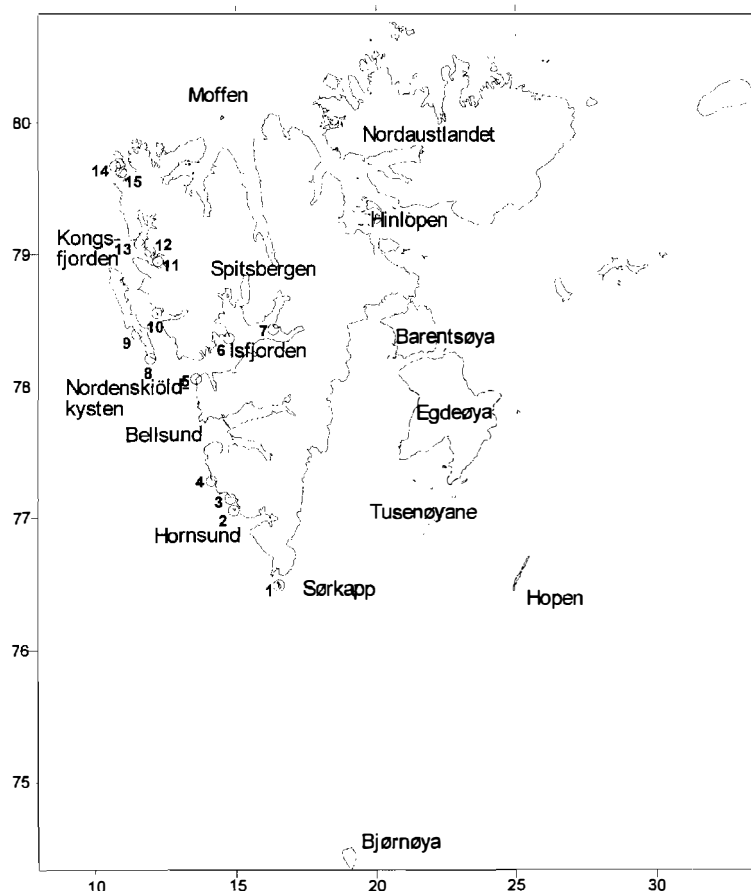 Moffen
80
Nordaustlandet
14
15
Hinlopen
Kongs-
fjorden
13
12
11
79
Spitsbergen
10
9
7
6
Isfjorden
Barentsøya
8
5
78
Nordenskiöld-
kysten
Egdeøya
Bellsund
4
3
2
77
Tusenøyane
Hornsund
1
Sørkapp
Hopen
76
75
Bjørnøya
10
15
20
25
30